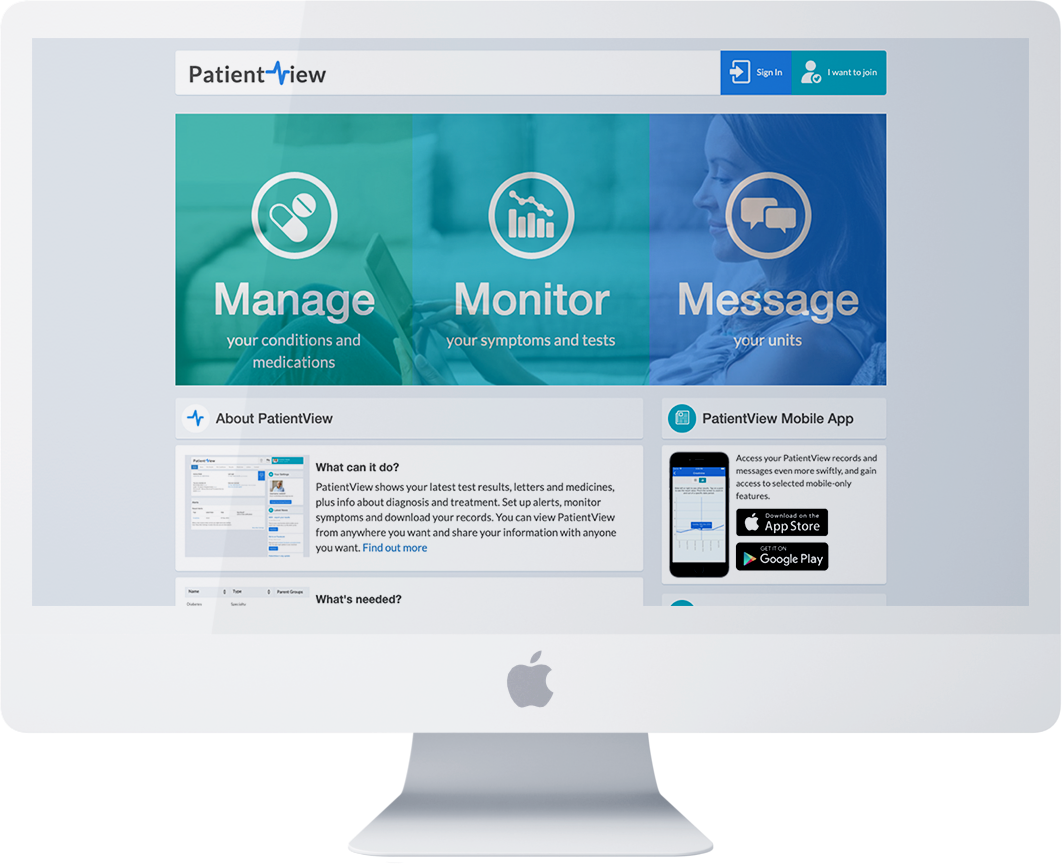 PatientView
Sign In
I want to join
Manage
your conditions and
medications
Monitor
your symptoms and tests
Message
your units
About PatientView
What can it do?
PatientView shows your latest test results, letters and medicines,
plus info about diagnosis and treatment. Set up alerts, monitor
symptoms and download your records. You can view PatientView
from anywhere you want and share your information with anyone
you want. Find out more
Name Type Parent Groups
Diabetes Specialty
What's needed?
PatientView Mobile App
Access your PatientView records and
messages even more swiftly, and gain
access to selected mobile-only
features.
Download on the
App Store
GET IT ON
Google Play